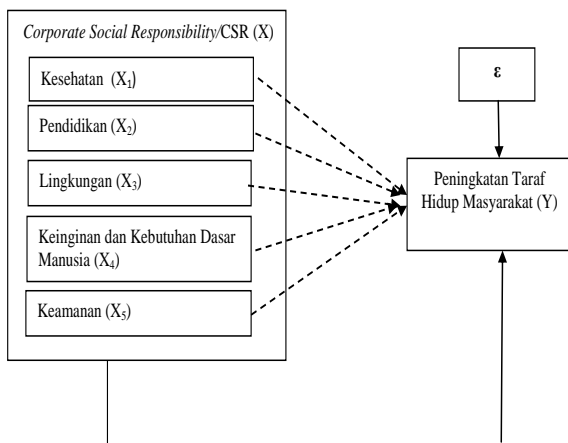 Corporate Social Responsibility/CSR (X)
Kesehatan (X₁)
Pendidikan (X₂)
Lingkungan (X₃)
Keinginan dan Kebutuhan Dasar
Manusia (X₄)
Keamanan (X₅)
ε
Peningkatan Taraf
Hidup Masyarakat (Y)